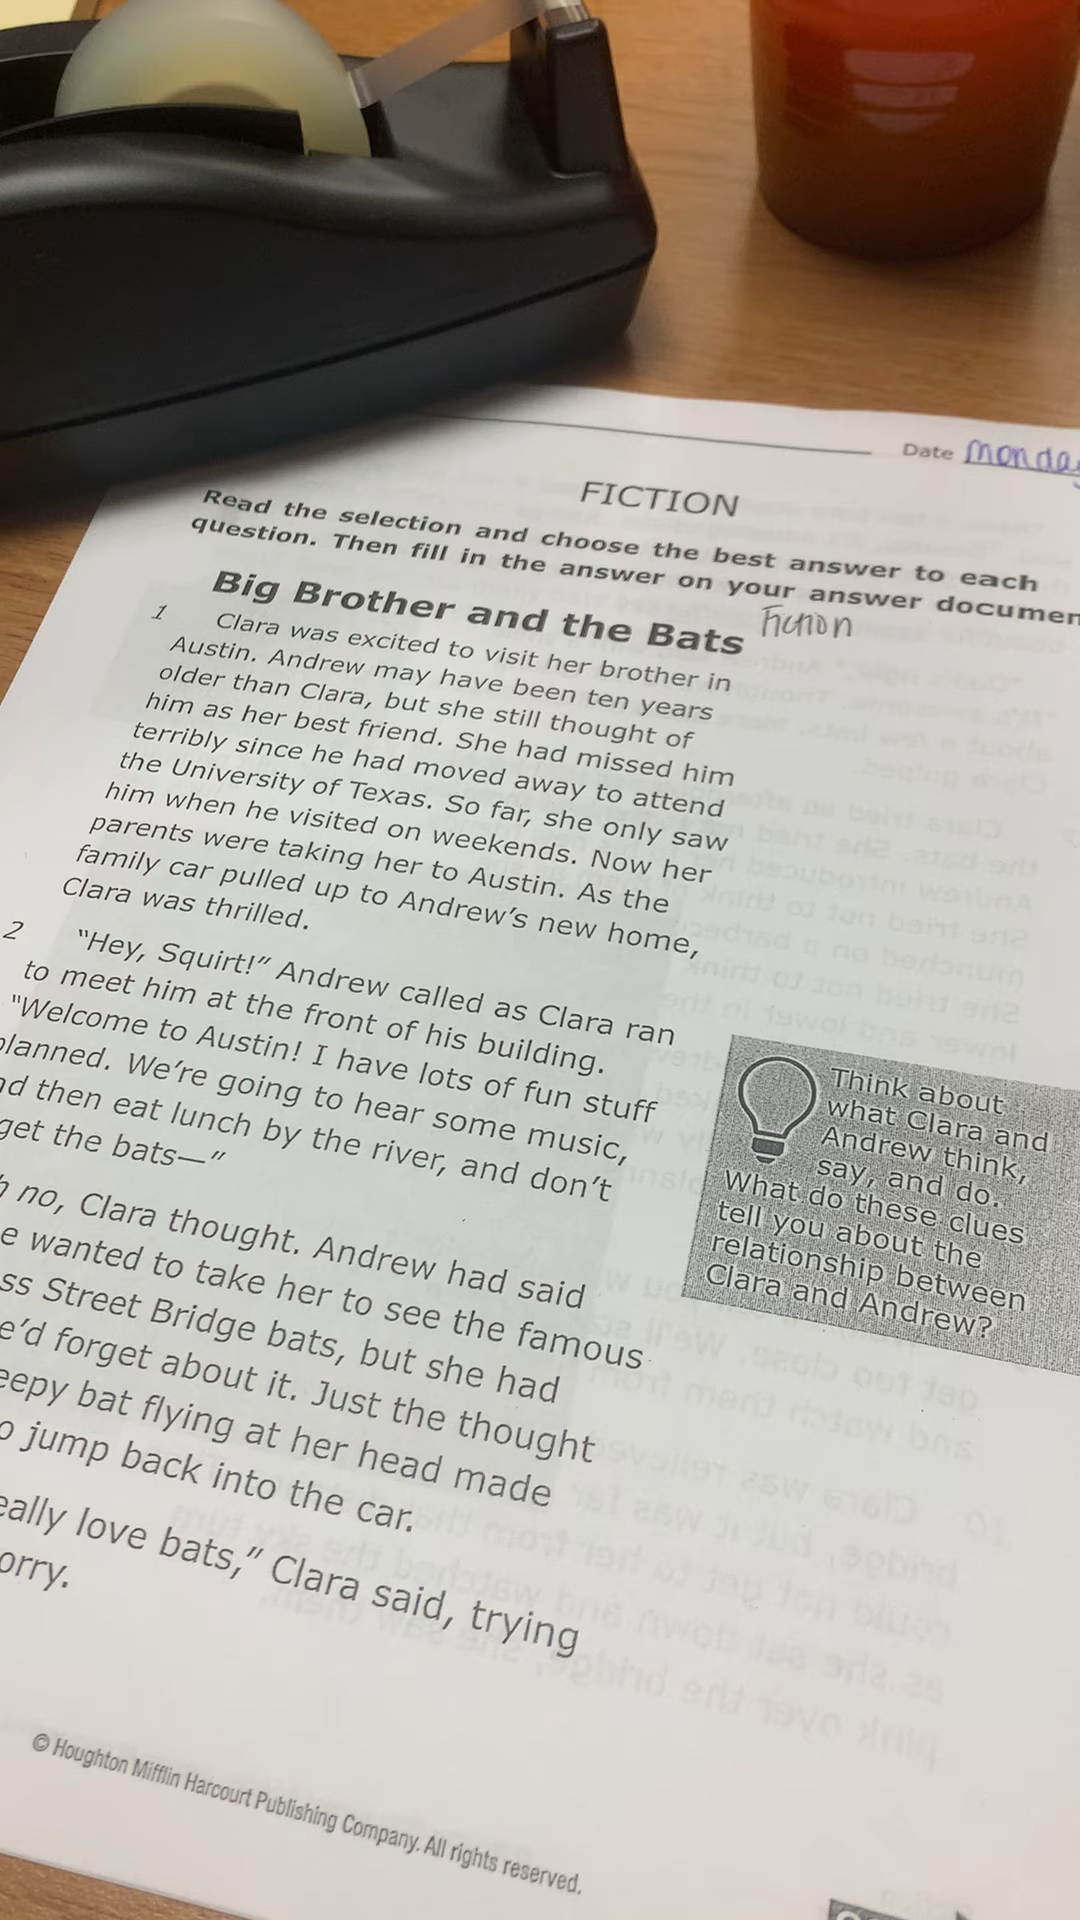 Date Monday
FICTION
Read the selection and choose the best answer to each
question. Then fill in the answer on your answer documen
Big Brother and the Bats
Fiction
1 Clara was excited to visit her brother in
Austin. Andrew may have been ten years
older than Clara, but she still thought of
him as her best friend. She had missed him
terribly since he had moved away to attend
the University of Texas. So far, she only saw
him when he visited on weekends. Now her
parents were taking her to Austin. As the
family car pulled up to Andrew's new home,
Clara was thrilled.
2 "Hey, Squirt!" Andrew called as Clara ran
to meet him at the front of his building.
"Welcome to Austin! I have lots of fun stuff
planned. We're going to hear some music,
nd then eat lunch by the river, and don't
get the bats—"
h no, Clara thought. Andrew had said
e wanted to take her to see the famous
ss Street Bridge bats, but she had
e'd forget about it. Just the thought
eepy bat flying at her head made
o jump back into the car.
eally love bats," Clara said, trying
orry.
Think about
what Clara and
Andrew think,
say, and do.
What do these clues
tell you about the
relationship between
Clara and Andrew?
© Houghton Mifflin Harcourt Publishing Company. All rights reserved.